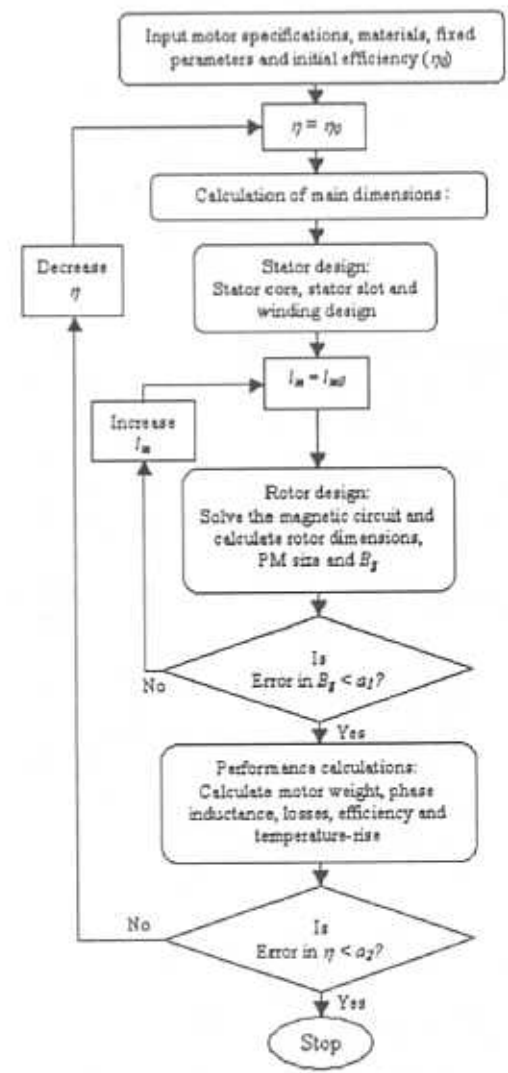 Input motor specifications, materials, fixed
parameters and initial efficiency (η0)
η = η0
Calculation of main dimensions:
Decrease
η
Stator design:
Stator core, stator slot and
winding design
lm = lm0
Increase
lm
Rotor design:
Solve the magnetic circuit and
calculate rotor dimensions,
PM size and Bg
Is
Error in Bg < a1?
No
Yes
Performance calculations:
Calculate motor weight, phase
inductance, losses, efficiency and
temperature-rise
No
Is
Error in η < a2?
Yes
Stop